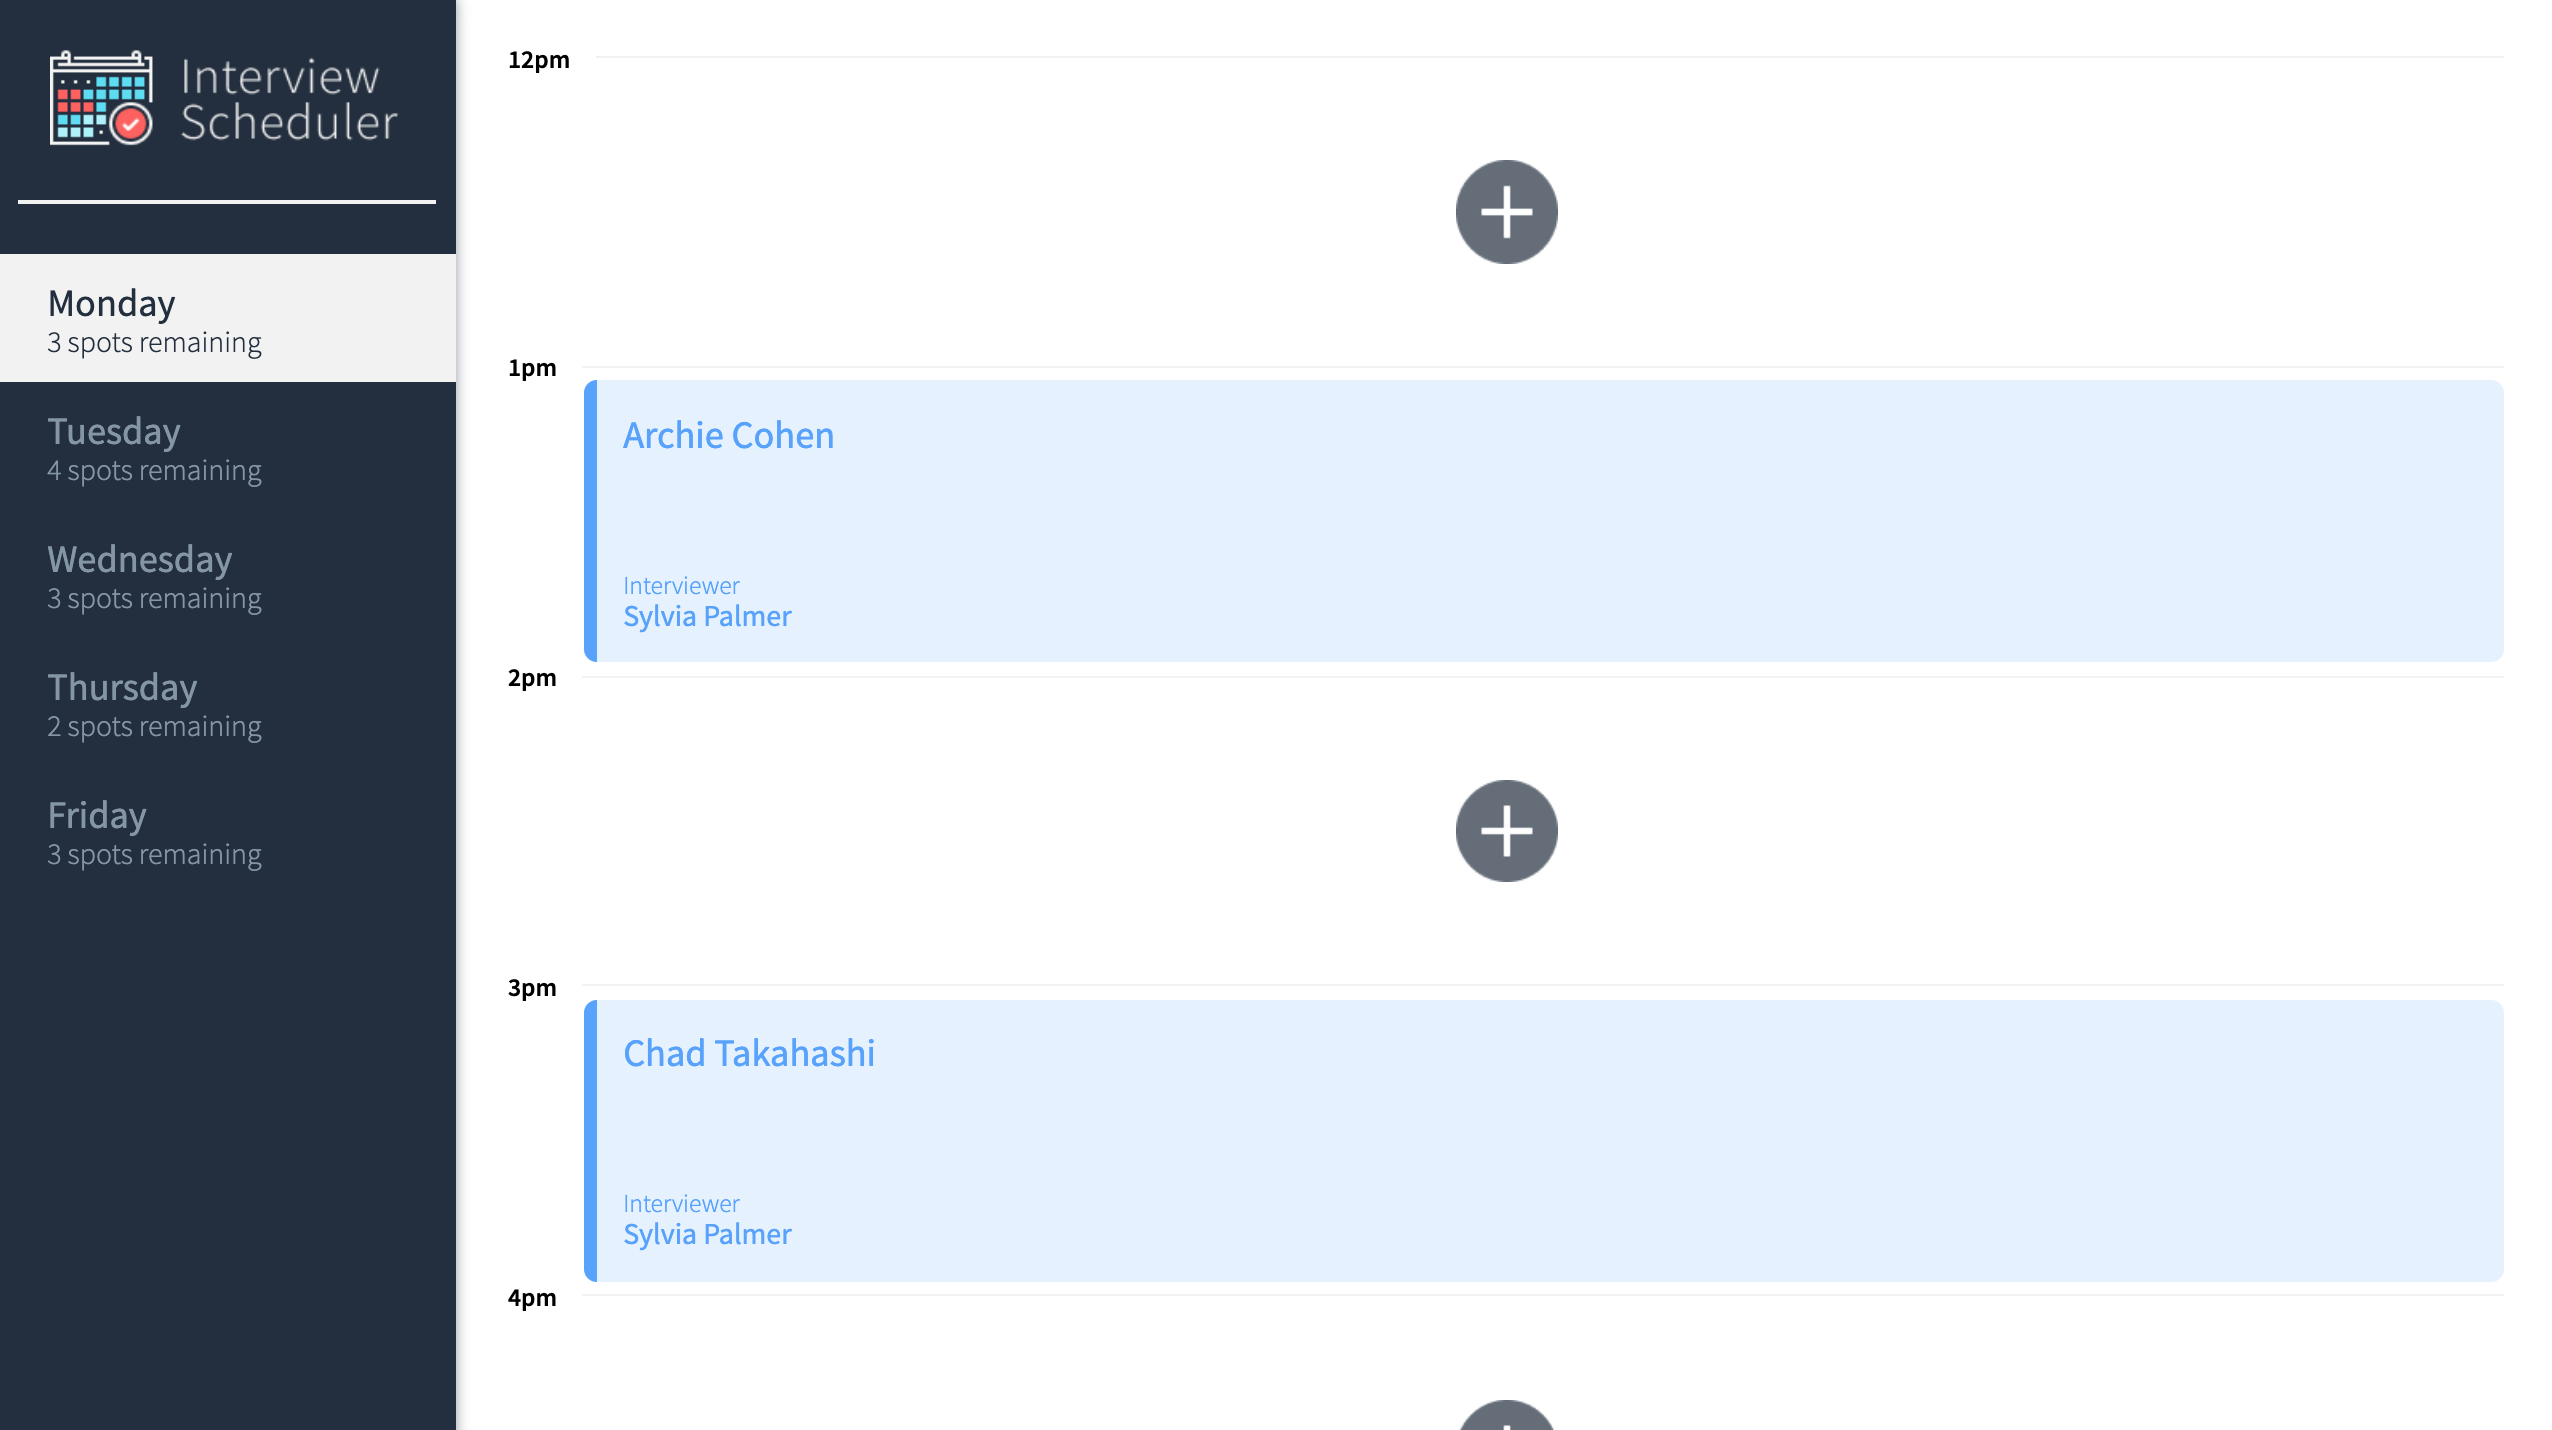 Interview
Scheduler
Monday
3 spots remaining
Tuesday
4 spots remaining
Wednesday
3 spots remaining
Thursday
2 spots remaining
Friday
3 spots remaining
12pm
1pm
Archie Cohen
Interviewer
Sylvia Palmer
2pm
3pm
Chad Takahashi
Interviewer
Sylvia Palmer
4pm